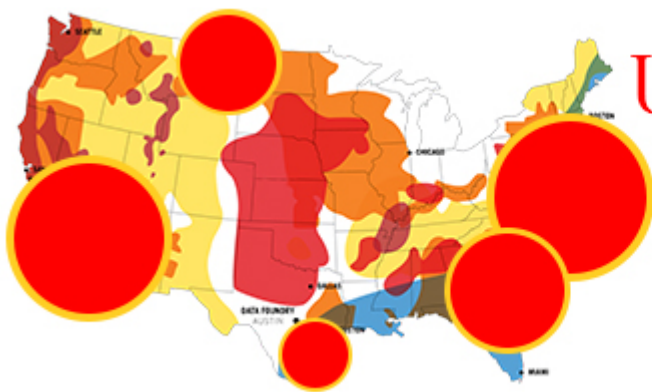 SEATTLE
U
BOSTON
CHICAGO
DALLAS
DATA FOUNDRY
AUSTIN
MIAMI